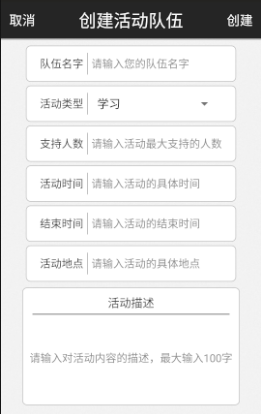 取消 创建活动队伍 创建
队伍名字 请输入您的队伍名字
活动类型 学习
支持人数 请输入活动最大支持的人数
活动时间 请输入活动的具体时间
结束时间 请输入活动的结束时间
活动地点 请输入活动的具体地点
活动描述
请输入对活动内容的描述，最大输入100字